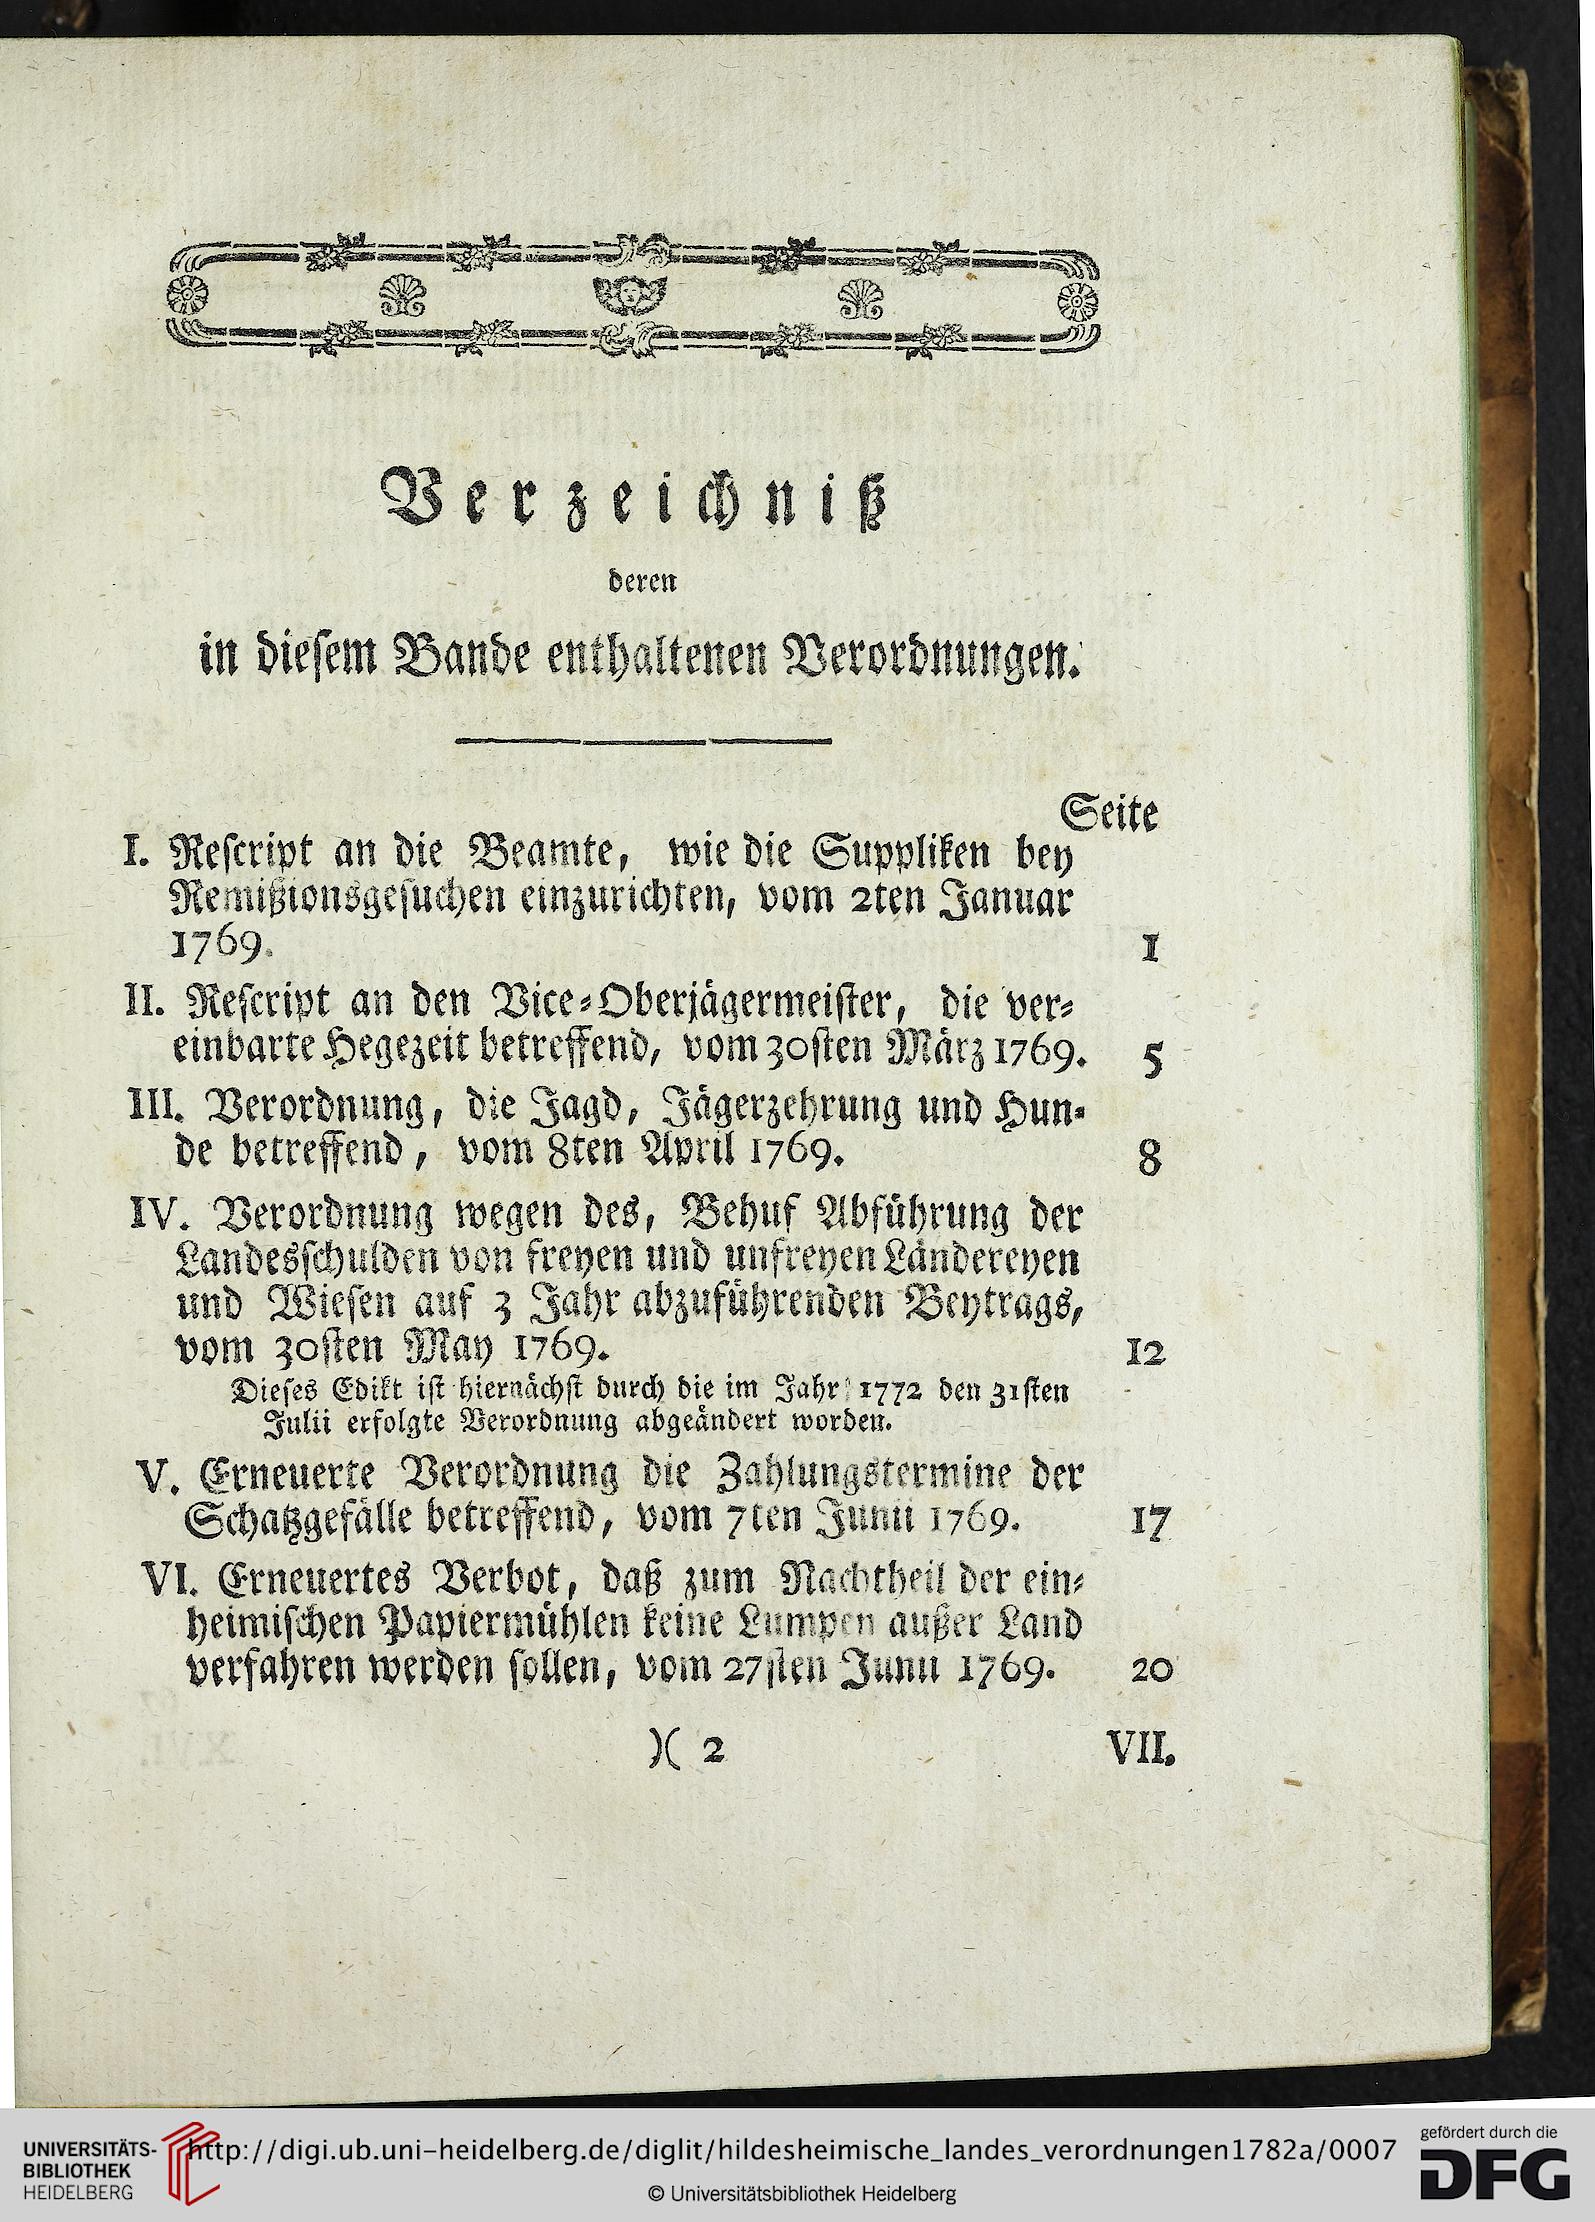 Verzeichniß
deren
in dieſem Bande enthaltenen Verordnungen.
Seite
I. Reſcript an die Beamte, wie die Suppliken bey
Remißionsgeſuchen einzurichten, vom 2ten Januar
1769. 1
II. Reſcript an den Vice⸗Oberjägermeiſter, die ver⸗
einbarte Hegezeit betreffend, vom 30ſten März 1769. 5
III. Verordnung, die Jagd, Jägerzehrung und Hun⸗
de betreffend, vom 8ten April 1769. 8
IV. Verordnung wegen des, Behuf Abführung der
Landesſchulden von freyen und unfreyen Ländereyen
und Wieſen auf 3 Jahr abzuführenden Beytrags,
vom 30ſten May 1769. 12
Dieſes Edikt iſt hiernächſt durch die im Jahr 1772 den 31ſten
Julii erfolgte Verordnung abgeändert worden.
V. Erneuerte Verordnung die Zahlungstermine der
Schatzgefälle betreffend, vom 7ten Junii 1769. 17
VI. Erneuertes Verbot, daß zum Nachtheil der ein⸗
heimiſchen Papiermühlen keine Lumpen außer Land
verfahren werden ſollen, vom 27ſten Junii 1769. 20
)( 2 VII.
UNIVERSITÄTS-
BIBLIOTHEK
HEIDELBERG
http://digi.ub.uni-heidelberg.de/diglit/hildesheimische_landes_verordnungen1782a/0007
© Universitätsbibliothek Heidelberg
gefördert durch die
DFG